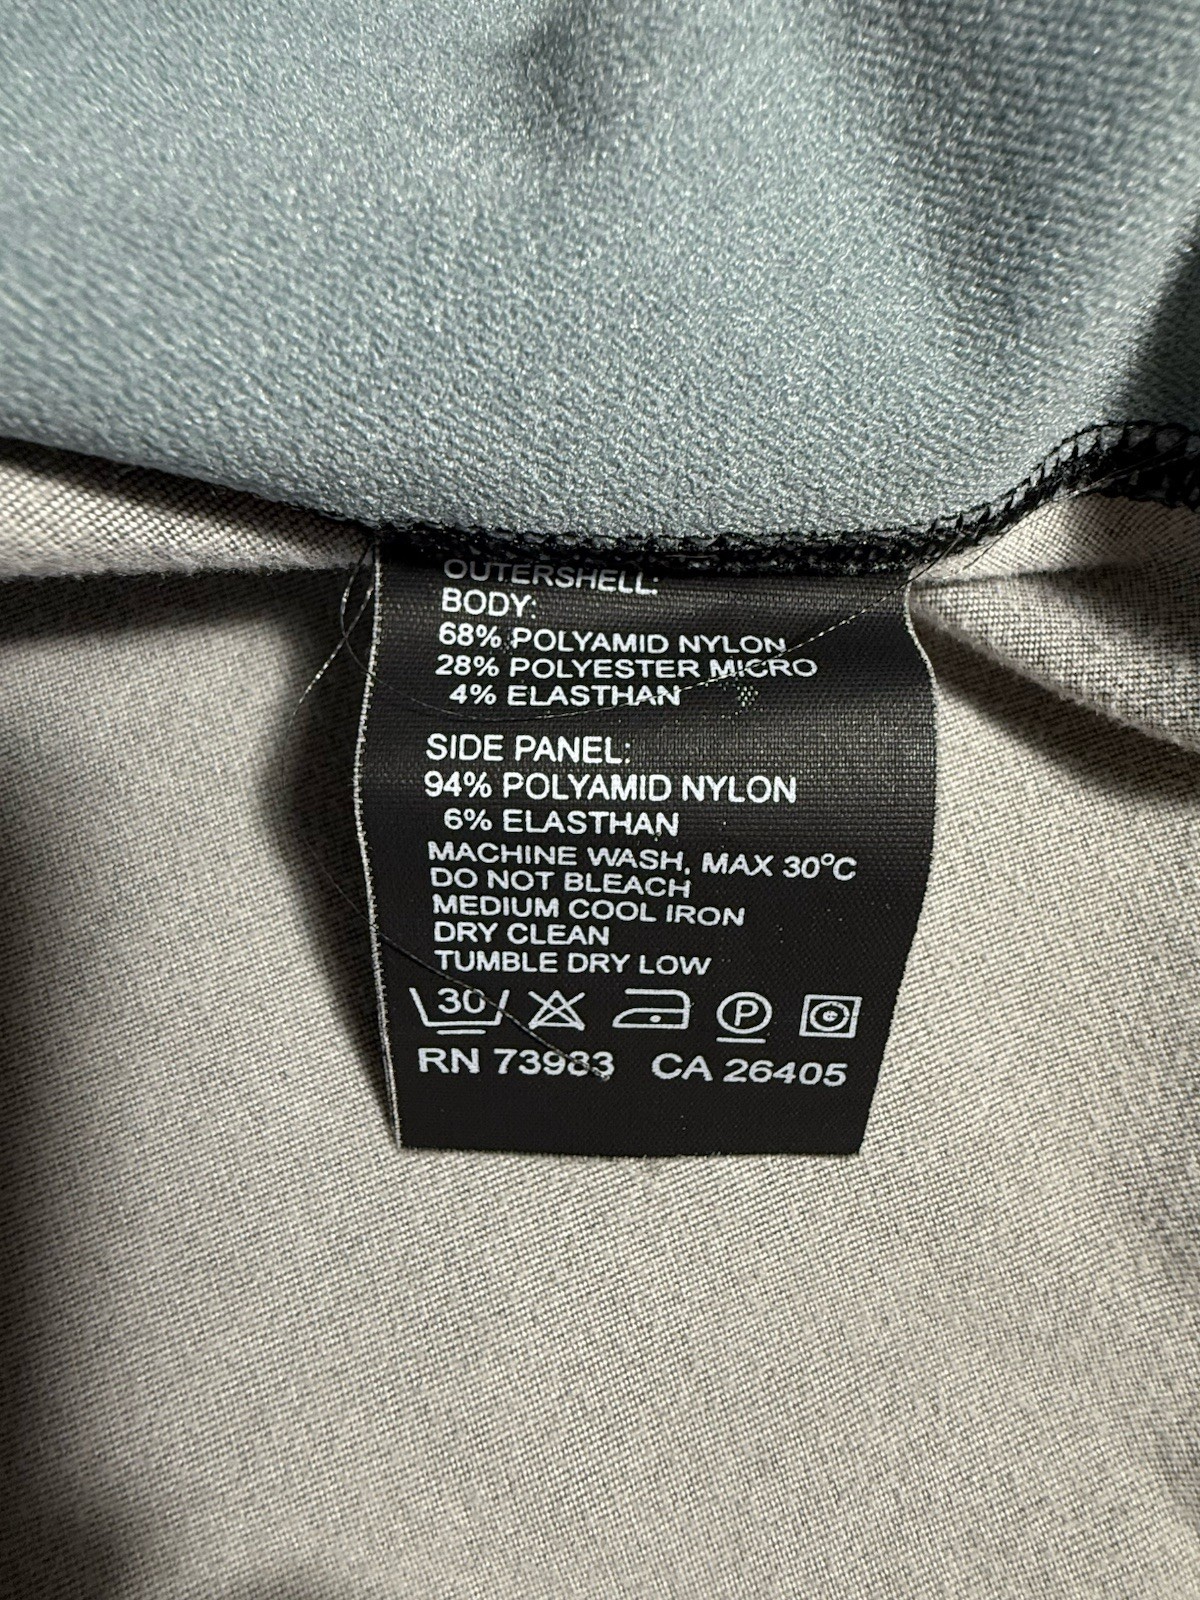 OUTERSHELL:
BODY:
68% POLYAMID NYLON
28% POLYESTER MICRO
4% ELASTHAN
SIDE PANEL:
94% POLYAMID NYLON
6% ELASTHAN
MACHINE WASH, MAX 30°C
DO NOT BLEACH
MEDIUM COOL IRON
DRY CLEAN
TUMBLE DRY LOW
30 P
RN 73983 CA 26405